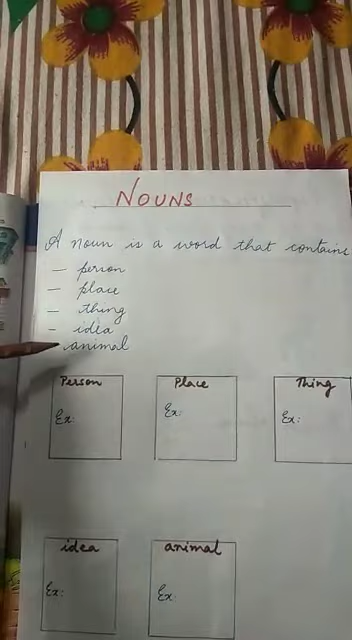 NOUNS
A noun is a word that contains
- person
- place
- thing
- idea
animal
Person Place Thing
Ex: Ex: Ex:
idea animal
Ex: Ex: